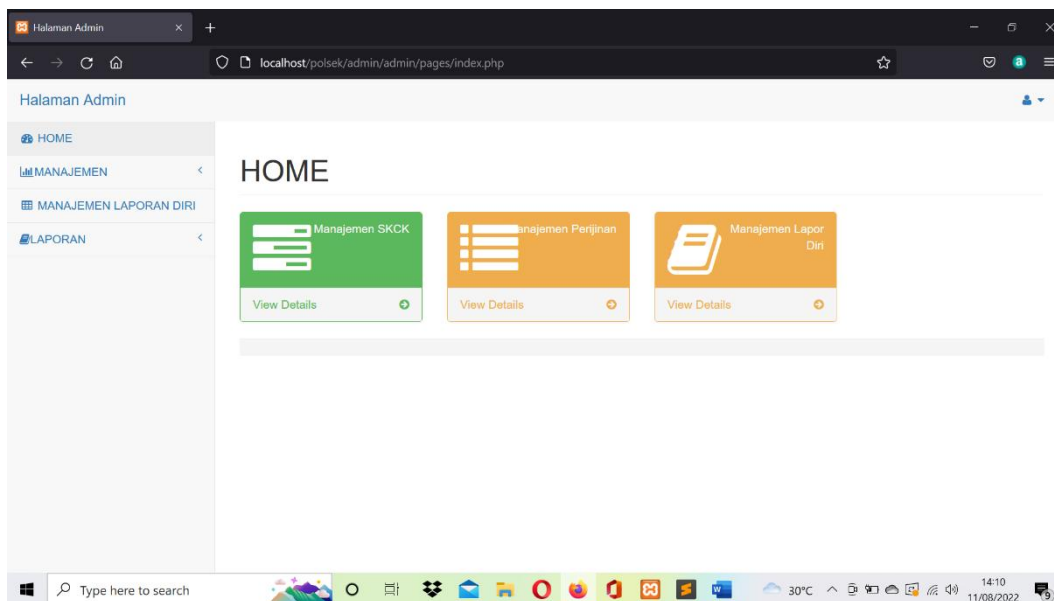 Halaman Admin
localhost/polsek/admin/admin/pages/index.php
Halaman Admin
HOME
MANAJEMEN
MANAJEMEN LAPORAN DIRI
LAPORAN
HOME
Manajemen SKCK
View Details
anajemen Perijinan
View Details
Manajemen Lapor
Diri
View Details
Type here to search
30°C
14:10
11/08/2022